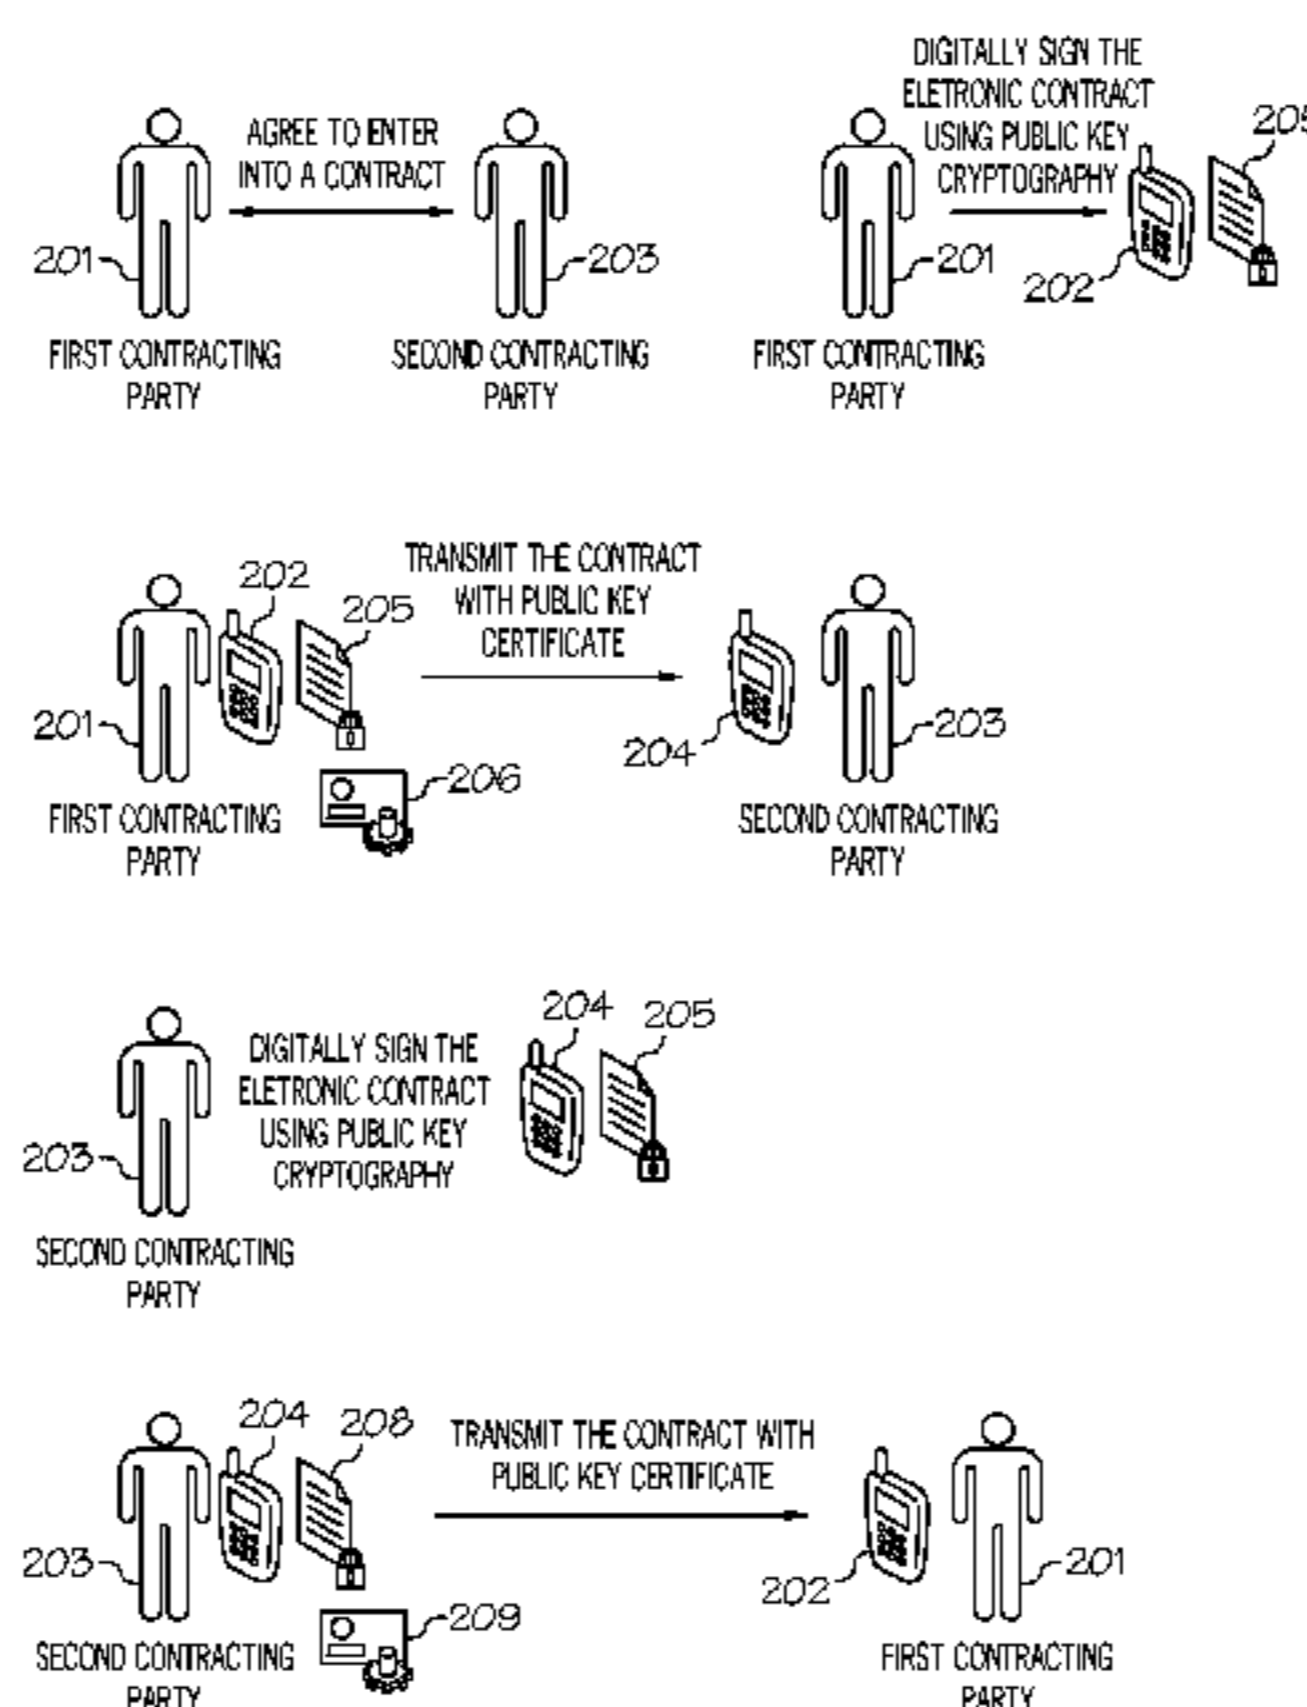 AGREE TO ENTER
INTO A CONTRACT
201
203
FIRST CONTRACTING
PARTY
SECOND CONTRACTING
PARTY
DIGITALLY SIGN THE
ELETRONIC CONTRACT
USING PUBLIC KEY
CRYPTOGRAPHY
205
201
202
FIRST CONTRACTING
PARTY
202
205
TRANSMIT THE CONTRACT
WITH PUBLIC KEY
CERTIFICATE
201
206
204
203
FIRST CONTRACTING
PARTY
SECOND CONTRACTING
PARTY
204
205
DIGITALLY SIGN THE
ELETRONIC CONTRACT
USING PUBLIC KEY
CRYPTOGRAPHY
203
SECOND CONTRACTING
PARTY
204
208
TRANSMIT THE CONTRACT WITH
PUBLIC KEY CERTIFICATE
203
209
202
201
SECOND CONTRACTING
PARTY
FIRST CONTRACTING
PARTY